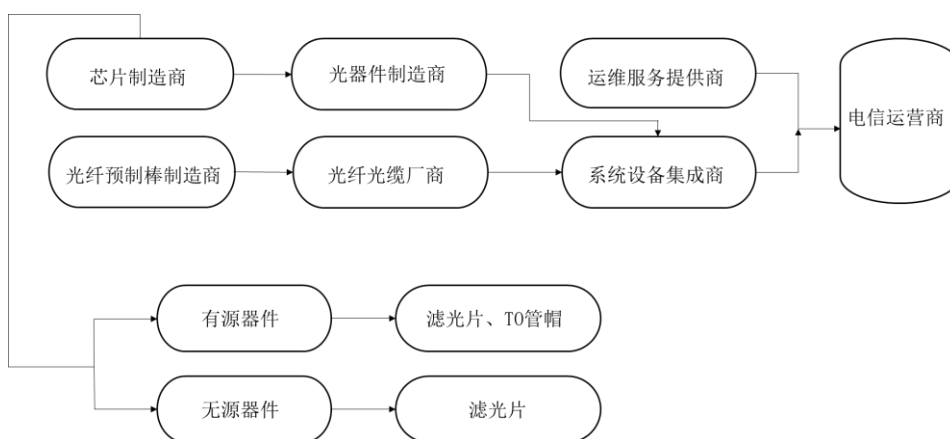 芯片制造商
光器件制造商
运维服务提供商
电信运营商
光纤预制棒制造商
光纤光缆厂商
系统设备集成商
有源器件
滤光片、TO管帽
无源器件
滤光片